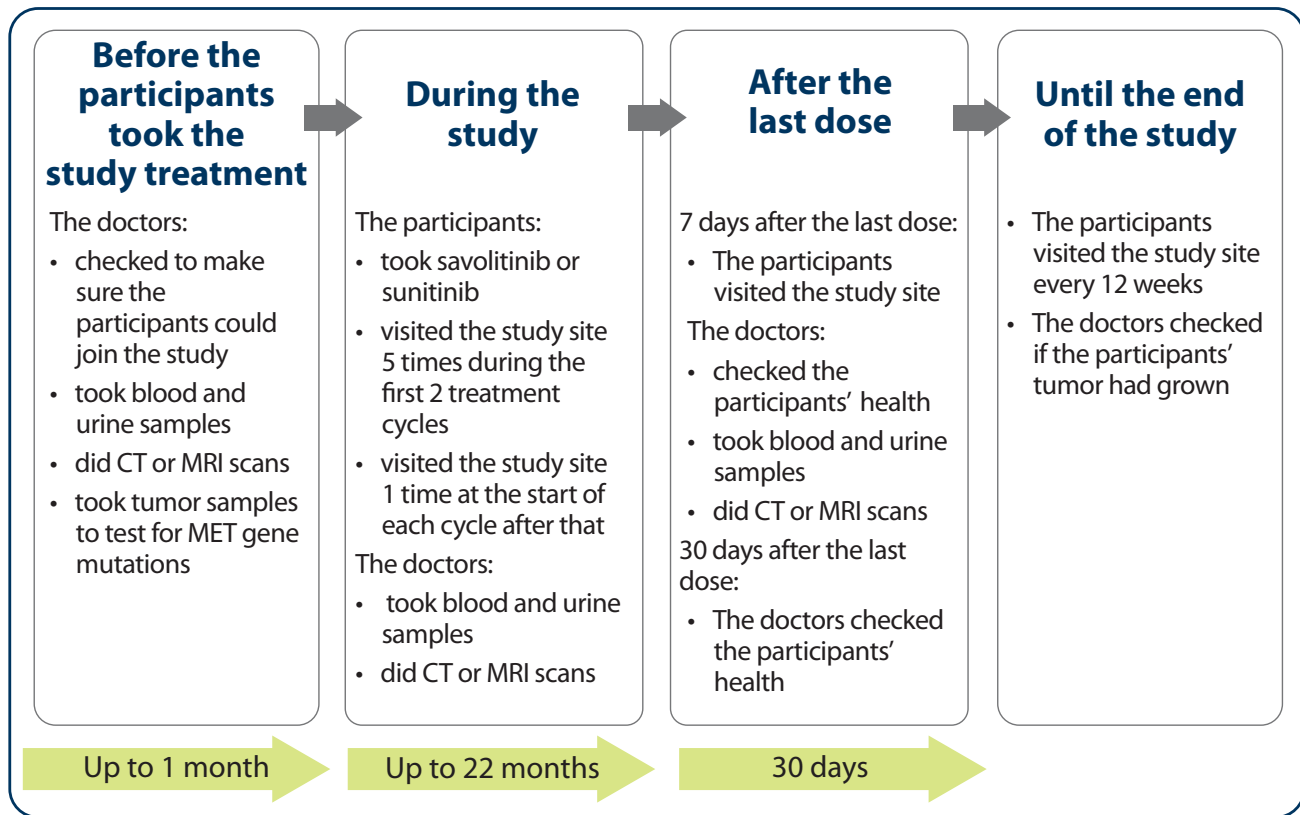 Before the
participants
took the
study treatment
The doctors:
• checked to make
sure the
participants could
join the study
• took blood and
urine samples
• did CT or MRI scans
• took tumor samples
to test for MET gene
mutations
Up to 1 month
During the
study
The participants:
• took savolitinib or
sunitinib
• visited the study site
5 times during the
first 2 treatment
cycles
• visited the study site
1 time at the start of
each cycle after that
The doctors:
• took blood and urine
samples
• did CT or MRI scans
Up to 22 months
After the
last dose
7 days after the last dose:
• The participants
visited the study site
The doctors:
• checked the
participants’ health
• took blood and urine
samples
• did CT or MRI scans
30 days after the last
dose:
• The doctors checked
the participants’
health
30 days
Until the end
of the study
• The participants
visited the study site
every 12 weeks
• The doctors checked
if the participants’
tumor had grown